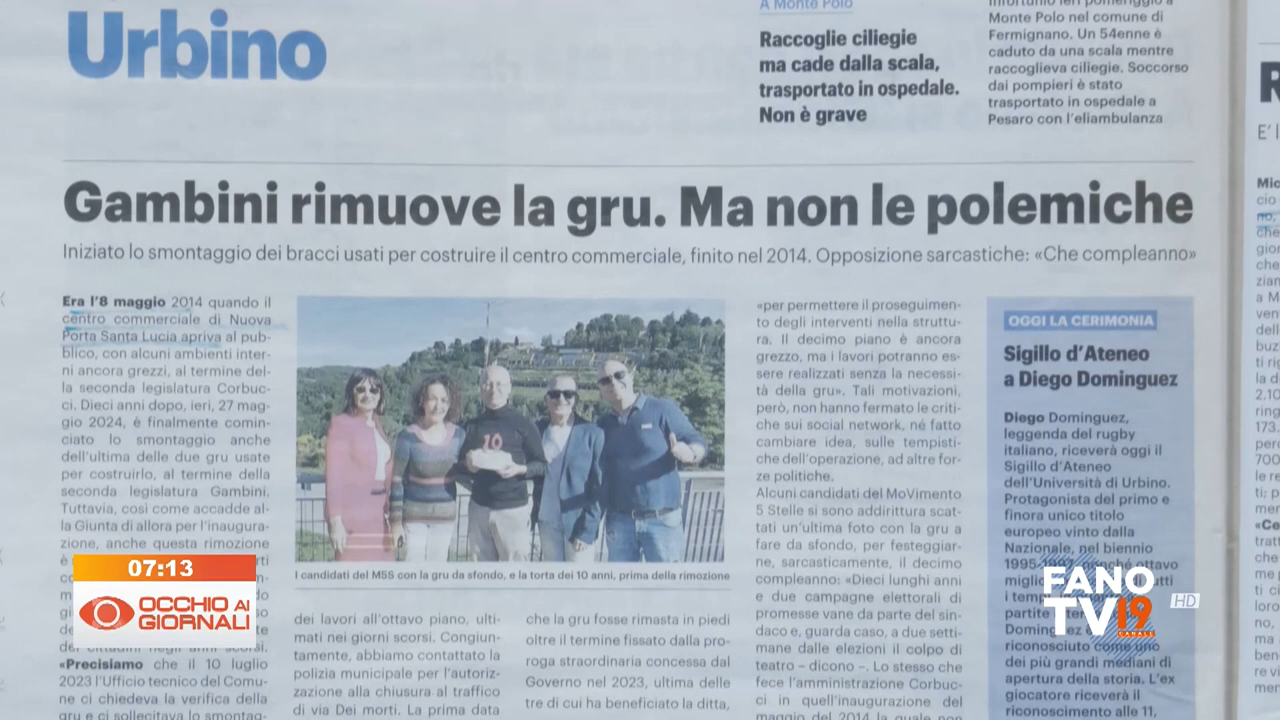 Urbino
A Monte Polo
Raccoglie ciliegie
ma cade dalla scala,
trasportato in ospedale.
Non è grave
Monte Polo nel comune di
Fermignano. Un 54enne è
caduto da una scala mentre
raccoglieva ciliegie. Soccorso
dai pompieri è stato
trasportato in ospedale a
Pesaro con l'eliambulanza
Gambini rimuove la gru. Ma non le polemiche
Iniziato lo smontaggio dei bracci usati per costruire il centro commerciale, finito nel 2014. Opposizione sarcastiche: «Che compleanno»
Era l'8 maggio 2014 quando il
centro commerciale di Nuova
Porta Santa Lucia apriva al pub-
blico, con alcuni ambienti inter-
ni ancora grezzi, al termine del-
la seconda legislatura Corbuc-
ci. Dieci anni dopo, ieri, 27 mag-
gio 2024, è finalmente comin-
ciato lo smontaggio anche
dell'ultima delle due gru usate
per costruirlo, al termine della
seconda legislatura Gambini.
Tuttavia, così come accadde al-
la Giunta di allora per l'inaugura-
zione, anche questa rimozione
«Precisiamo che il 10 luglio
2023 l'Ufficio tecnico del Comu-
ne ci chiedeva la verifica della
gru e ci sollecitava lo smontag-
10
I candidati del M5S con la gru da sfondo, e la torta dei 10 anni, prima della rimozione
dei lavori all'ottavo piano, ulti-
mati nei giorni scorsi. Congiun-
tamente, abbiamo contattato la
polizia municipale per l'autoriz-
zazione alla chiusura al traffico
di via Dei morti. La prima data
che la gru fosse rimasta in piedi
oltre il termine fissato dalla pro-
roga straordinaria concessa dal
Governo nel 2023, ultima delle
tre di cui ha beneficiato la ditta,
«per permettere il proseguimen-
to degli interventi nella struttu-
ra. Il decimo piano è ancora
grezzo, ma i lavori potranno es-
sere realizzati senza la necessi-
tà della gru». Tali motivazioni,
però, non hanno fermato le criti-
che sui social network, né fatto
cambiare idea, sulle tempisti-
che dell'operazione, ad altre for-
ze politiche.
Alcuni candidati del MoVimento
5 Stelle si sono addirittura scat-
tati un'ultima foto con la gru a
fare da sfondo, per festeggiar-
ne, sarcasticamente, il decimo
compleanno: «Dieci lunghi anni
e due campagne elettorali di
promesse vane da parte del sin-
daco e, guarda caso, a due setti-
mane dalle elezioni il colpo di
teatro – dicono –. Lo stesso che
fece l'amministrazione Corbuc-
ci in quell'inaugurazione del
maggio del 2014 la quale non
OGGI LA CERIMONIA
Sigillo d'Ateneo
a Diego Dominguez
Diego Dominguez,
leggenda del rugby
italiano, riceverà oggi il
Sigillo d'Ateneo
dell'Università di Urbino.
Protagonista del primo e
finora unico titolo
europeo vinto dalla
Nazionale, nel biennio
riconosciuto come uno
dei più grandi mediani di
apertura della storia. L'ex
giocatore riceverà il
riconoscimento alle 11,
07:13
OCCHIO AI
GIORNALI
FANO
TV 19
CANALE
HD